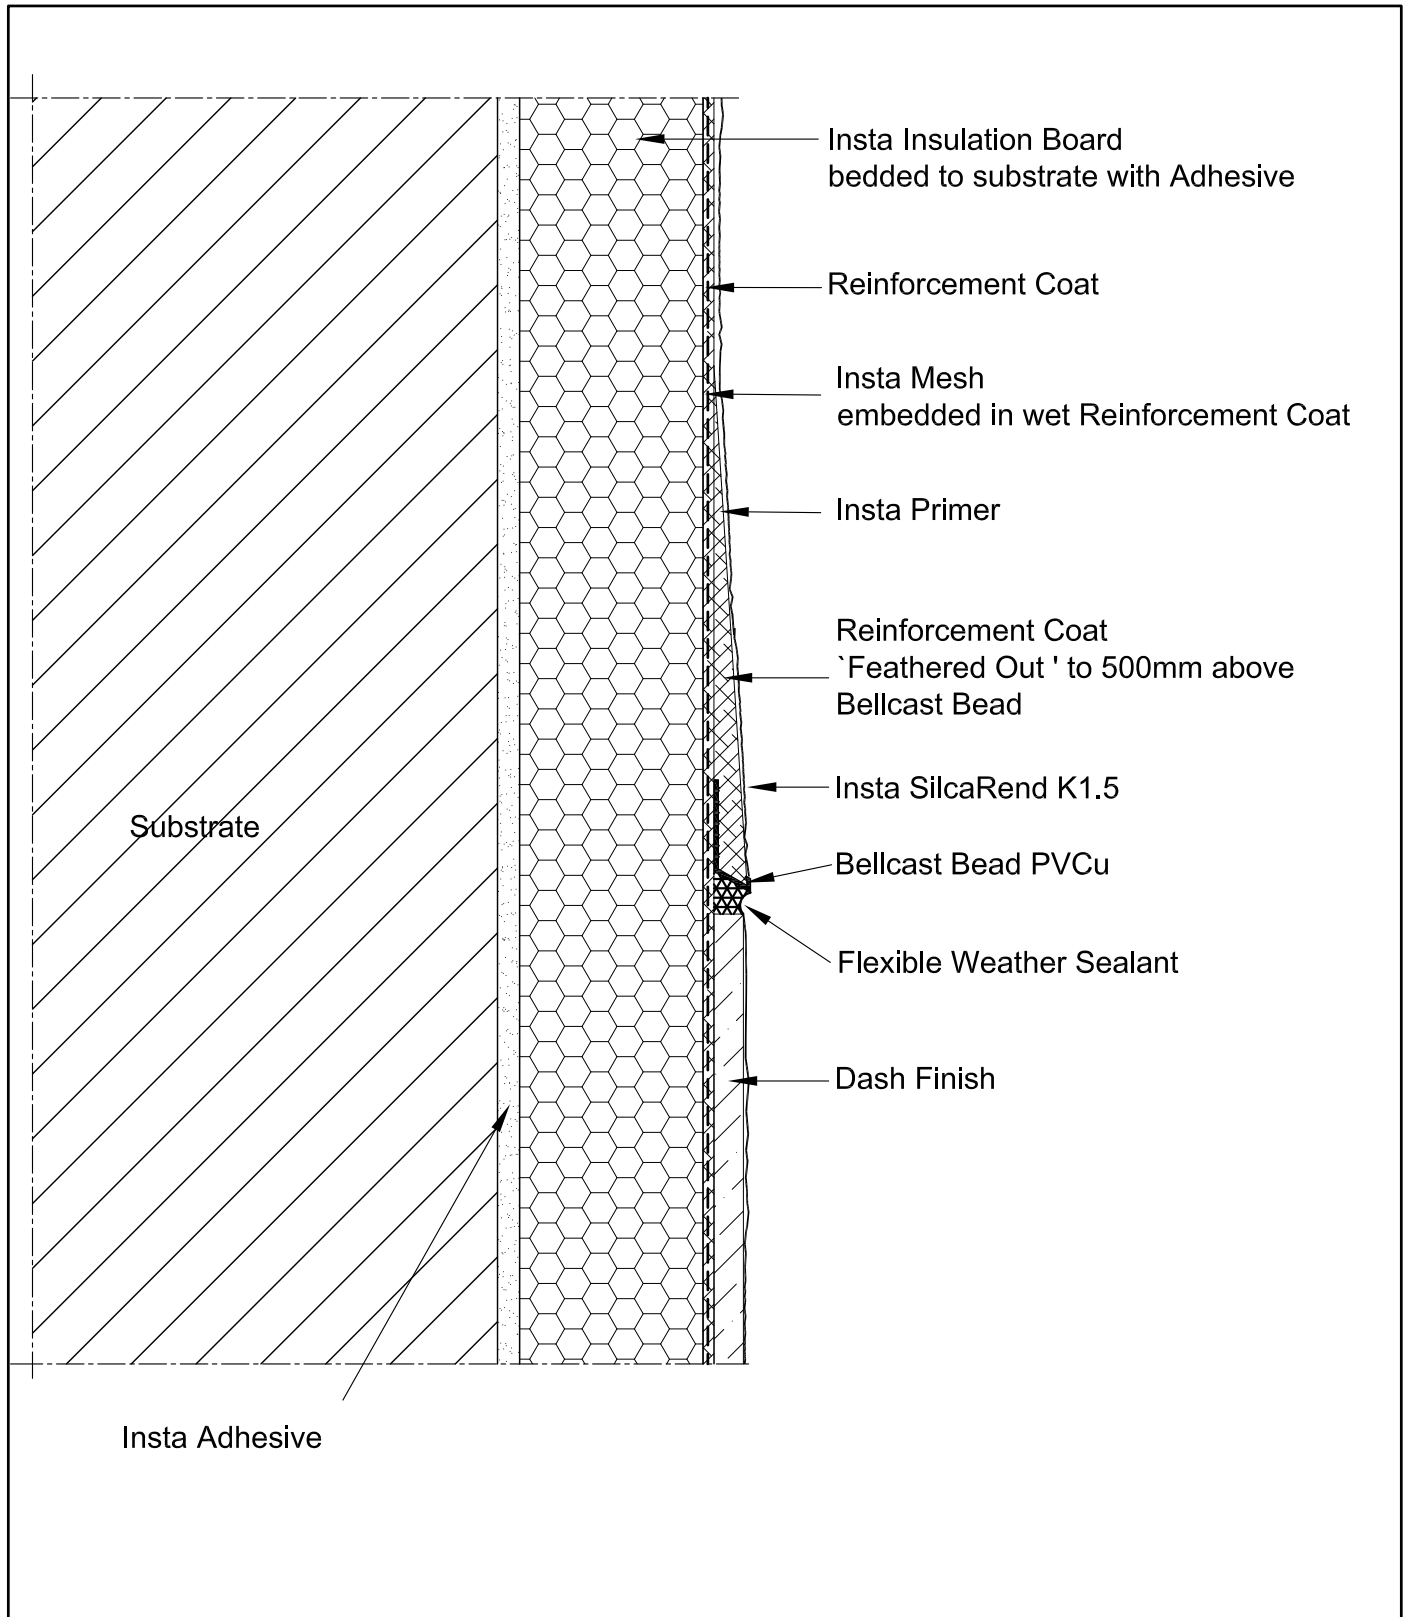 Insta Insulation Board
bedded to substrate with Adhesive
Reinforcement Coat
Insta Mesh
embedded in wet Reinforcement Coat
Insta Primer
Reinforcement Coat
`Feathered Out ' to 500mm above
Bellcast Bead
Insta SilcaRend K1.5
Substrate
Bellcast Bead PVCu
Flexible Weather Sealant
Dash Finish
Insta Adhesive